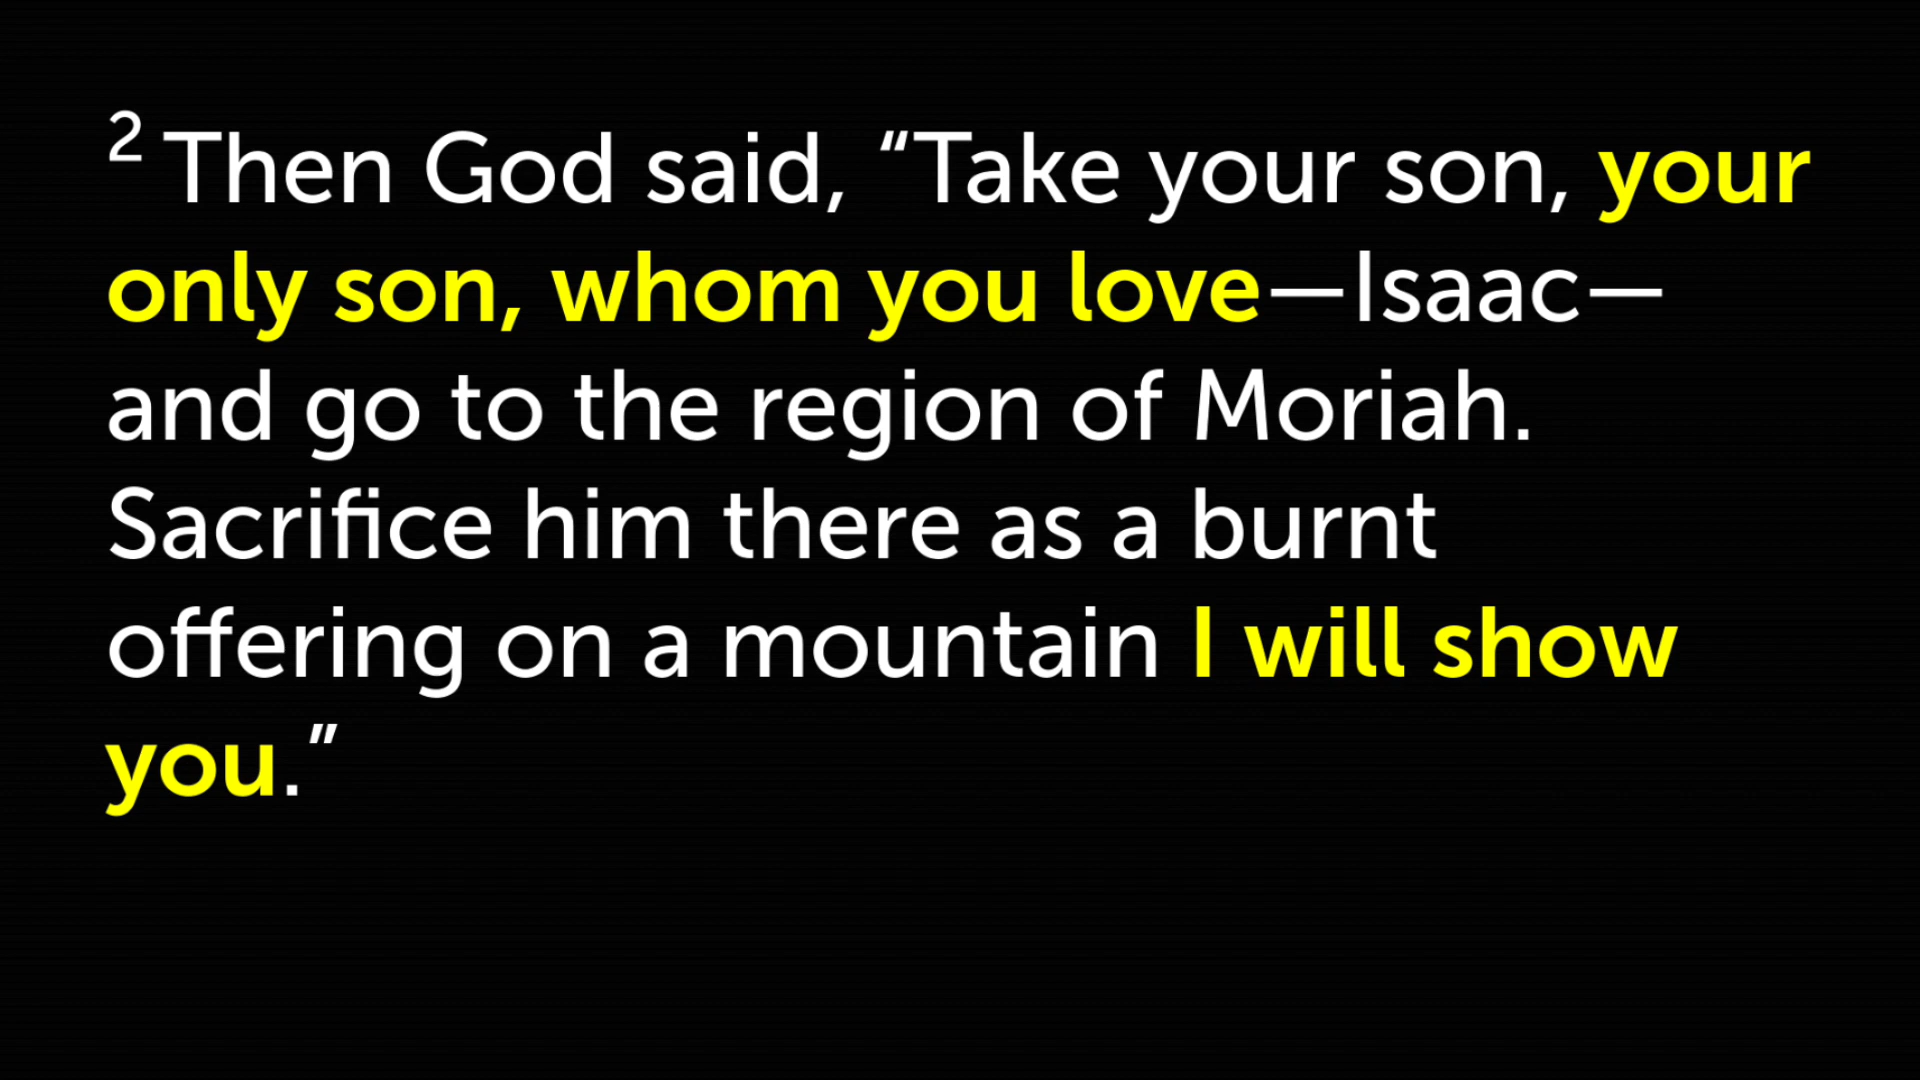 ² Then God said, “Take your son, your
only son, whom you love—Isaac—
and go to the region of Moriah.
Sacrifice him there as a burnt
offering on a mountain I will show
you.”